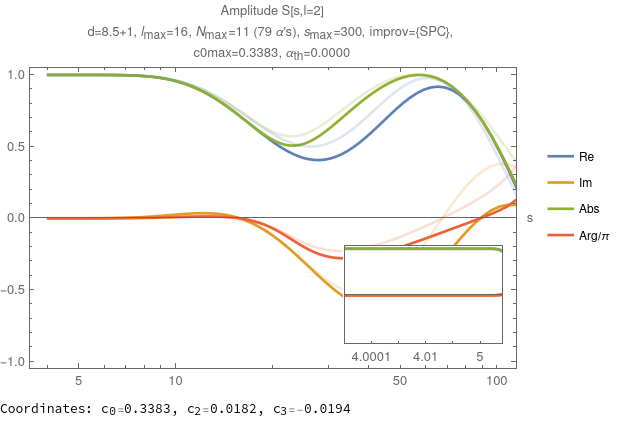 Amplitude S[s,l=2]
d=8.5+1, lmax=16, Nmax=11 (79 α's), smax=300, improv={SPC},
c0max=0.3383, αth=0.0000
1.0
0.5
0.0
−0.5
−1.0
s
Re
Im
Abs
Arg/π
4.0001 4.01 5
5 10 50 100
Coordinates: c0=0.3383, c2=0.0182, c3=-0.0194